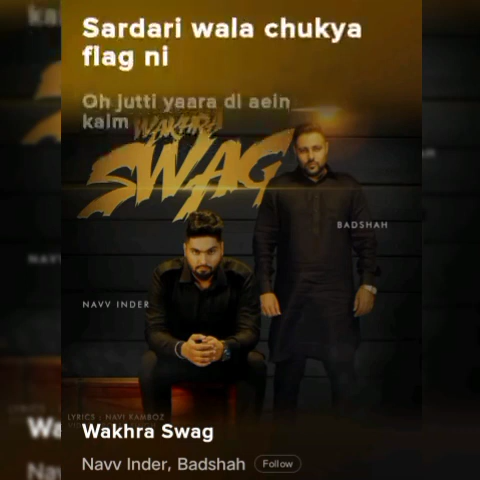 Sardari wala chukya
flag ni
Oh jutti yaara di aein
kaim
WAKHRA
SWAG
BADSHAH
NAVV INDER
LYRICS : NAVI KAMBOZ
Wakhra Swag
Navv Inder, Badshah Follow